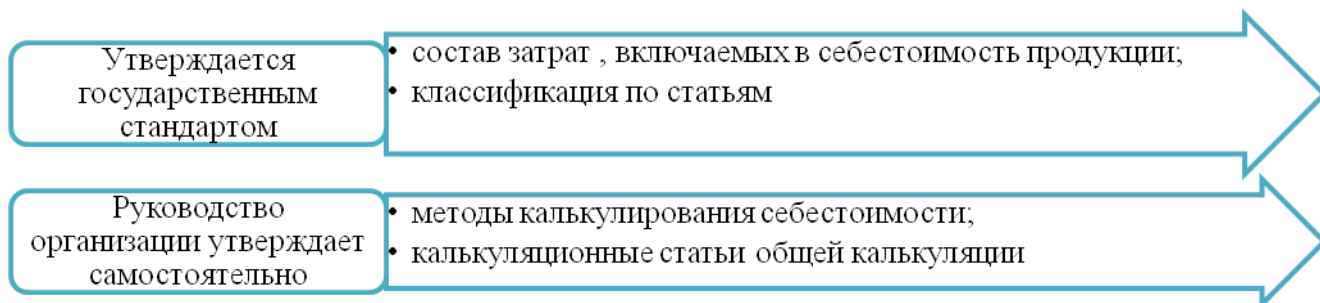 Утверждается
государственным
стандартом
• состав затрат , включаемых в себестоимость продукции;
• классификация по статьям
Руководство
организации утверждает
самостоятельно
• методы калькулирования себестоимости;
• калькуляционные статьи общей калькуляции